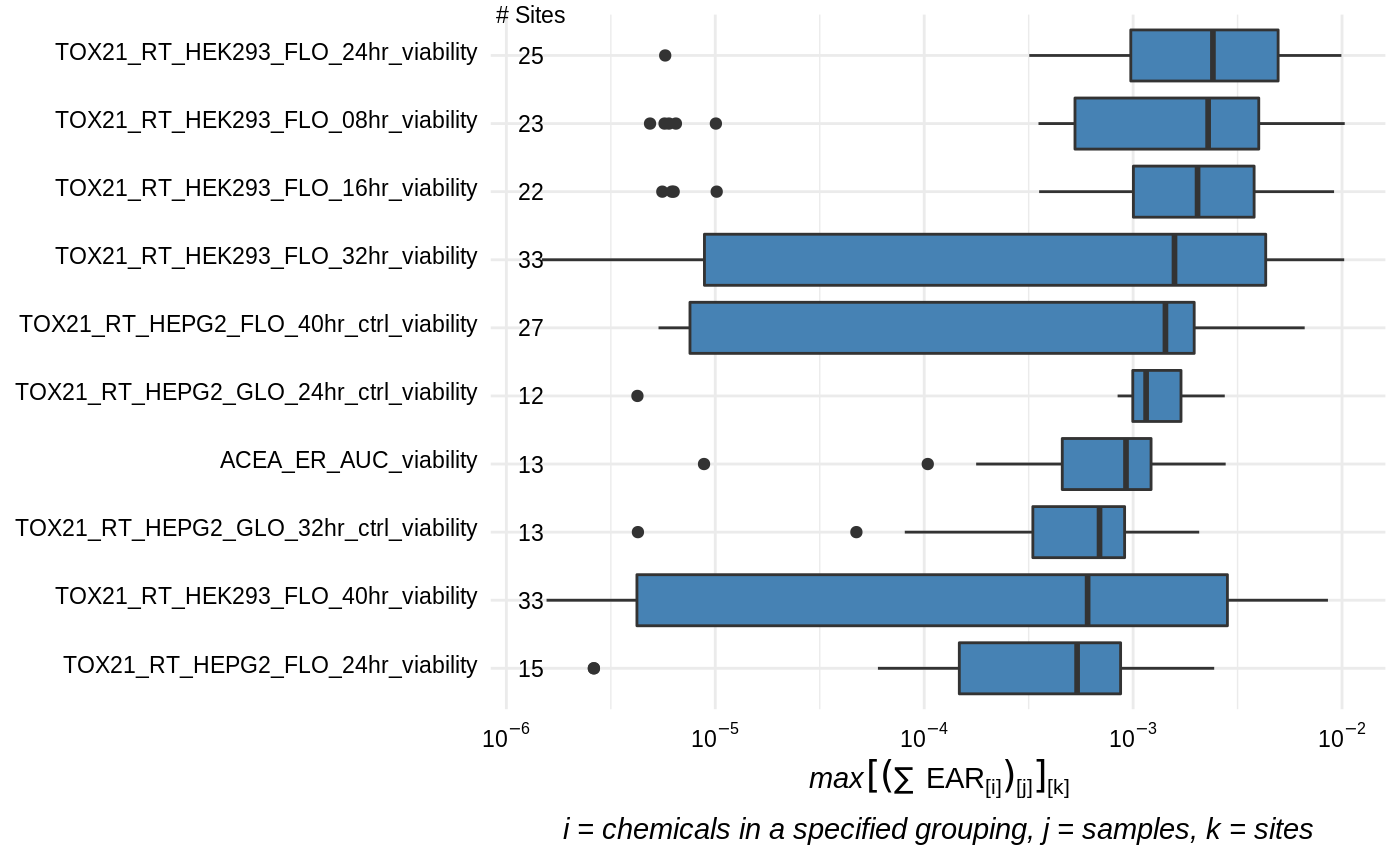 # Sites
TOX21_RT_HEK293_FLO_24hr_viability 25
TOX21_RT_HEK293_FLO_08hr_viability 23
TOX21_RT_HEK293_FLO_16hr_viability 22
TOX21_RT_HEK293_FLO_32hr_viability 33
TOX21_RT_HEPG2_FLO_40hr_ctrl_viability 27
TOX21_RT_HEPG2_GLO_24hr_ctrl_viability 12
ACEA_ER_AUC_viability 13
TOX21_RT_HEPG2_GLO_32hr_ctrl_viability 13
TOX21_RT_HEK293_FLO_40hr_viability 33
TOX21_RT_HEPG2_FLO_24hr_viability 15
10⁻⁶ 10⁻⁵ 10⁻⁴ 10⁻³ 10⁻²
max[(∑ EAR[i])[j]][k]
i = chemicals in a specified grouping, j = samples, k = sites